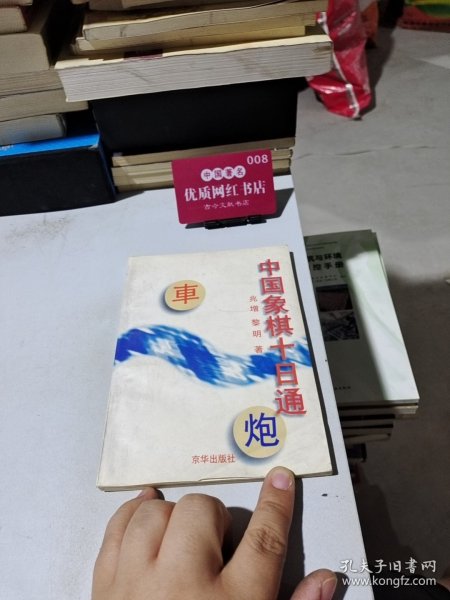 008
中国著名
优质网红书店
古今文献书店
中国象棋十日通
兆增 黎明 著
車
炮
京华出版社
孔夫子旧书网
www.kongfz.com